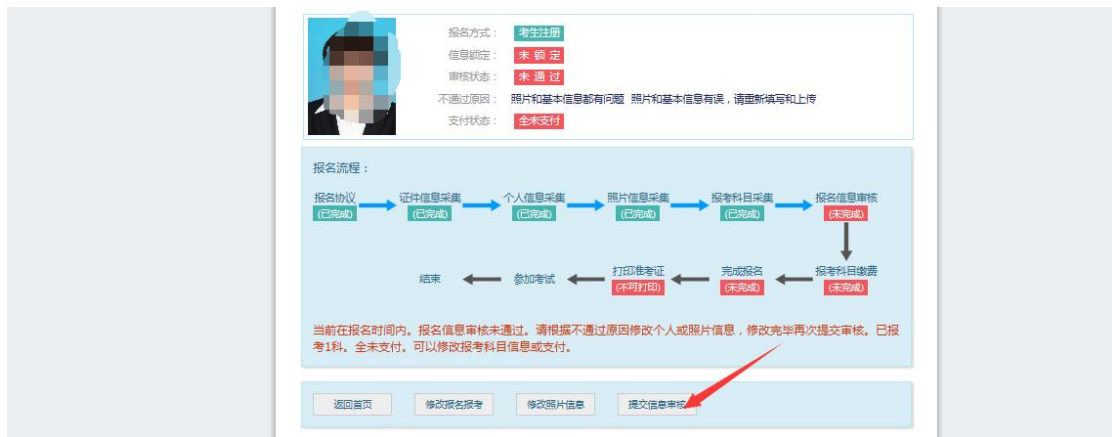 报名方式： 考生注册
信息锁定： 未 锁 定
审核状态： 未 通 过
不通过原因： 照片和基本信息都有问题 照片和基本信息有误，请重新填写和上传
支付状态： 全未支付
报名流程：
报名协议 证件信息采集 个人信息采集 照片信息采集 报考科目采集 报名信息审核
(已完成) (已完成) (已完成) (已完成) (已完成) (未完成)
结束 参加考试 打印准考证 完成报名 报考科目缴费
(不可打印) (未完成) (未完成)
当前在报名时间内。报名信息审核未通过。请根据不通过原因修改个人或照片信息，修改完毕再次提交审核。已报
考1科。全未支付。可以修改报考科目信息或支付。
返回首页 修改报名报考 修改照片信息 提交信息审核